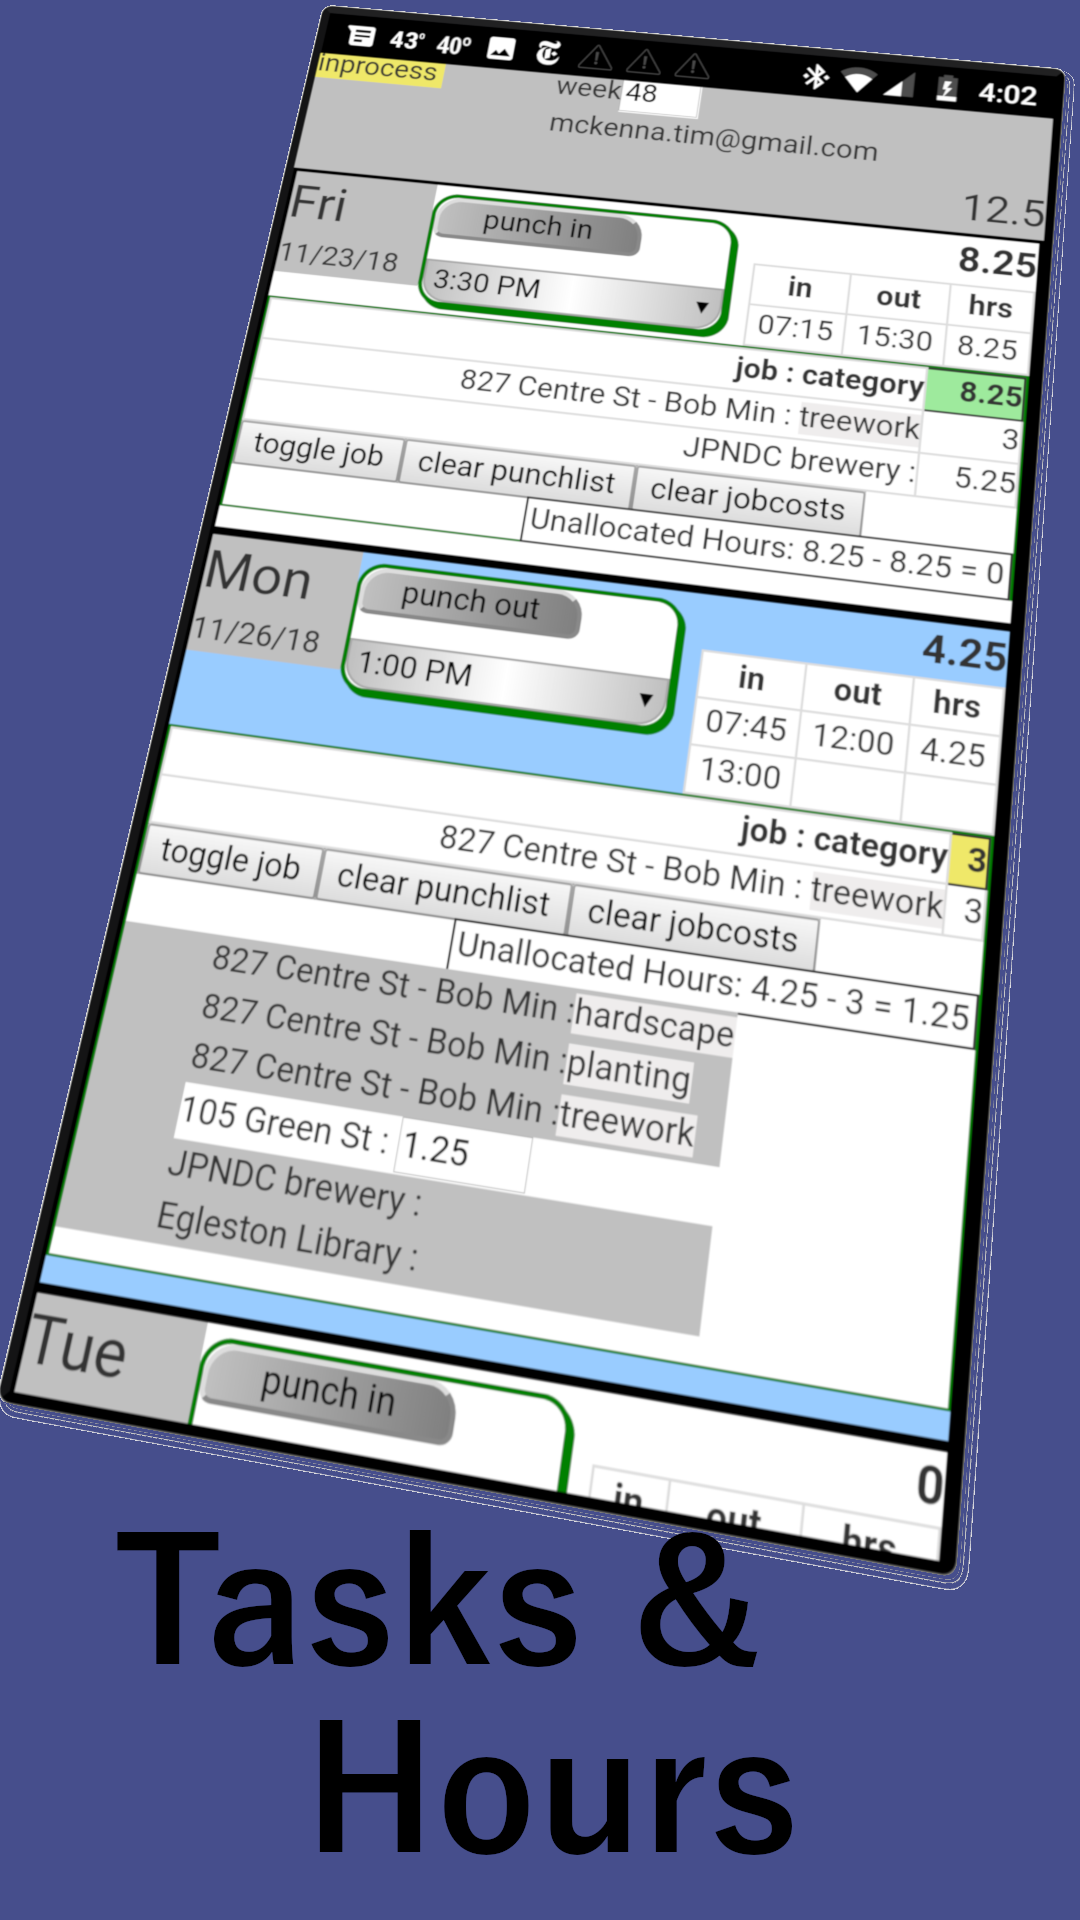 43° 40° 4:02
inprocess
week 48
mckenna.tim@gmail.com
12.5
Fri
11/23/18
punch in
3:30 PM
8.25
in out hrs
07:15 15:30 8.25
job : category 8.25
827 Centre St - Bob Min : treework 3
JPNDC brewery : 5.25
toggle job clear punchlist clear jobcosts
Unallocated Hours: 8.25 - 8.25 = 0
Mon
11/26/18
punch out
1:00 PM
4.25
in out hrs
07:45 12:00 4.25
13:00
job : category 3
827 Centre St - Bob Min : treework 3
toggle job clear punchlist clear jobcosts
Unallocated Hours: 4.25 - 3 = 1.25
827 Centre St - Bob Min :hardscape
827 Centre St - Bob Min :planting
827 Centre St - Bob Min :treework
105 Green St : 1.25
JPNDC brewery :
Egleston Library :
Tue
punch in
0
in out hrs
Tasks &
Hours